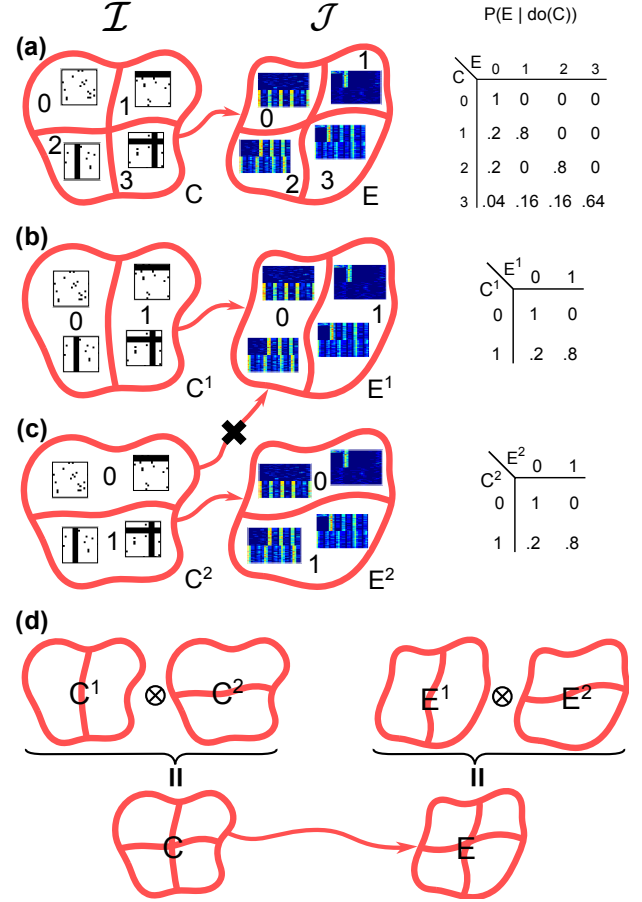 𝓘 𝓙 P(E | do(C))
(a)
0 1 2 3 C
0 1 2 3 E
C E 0 1 2 3
0 1 0 0 0
1 .2 .8 0 0
2 .2 0 .8 0
3 .04 .16 .16 .64
(b)
0 1 C¹
0 1 E¹
C¹ E¹ 0 1
0 1 0
1 .2 .8
(c)
0 1 C²
0 1 E²
C² E² 0 1
0 1 0
1 .2 .8
(d)
C¹ ⊗ C² E¹ ⊗ E²
= =
C E